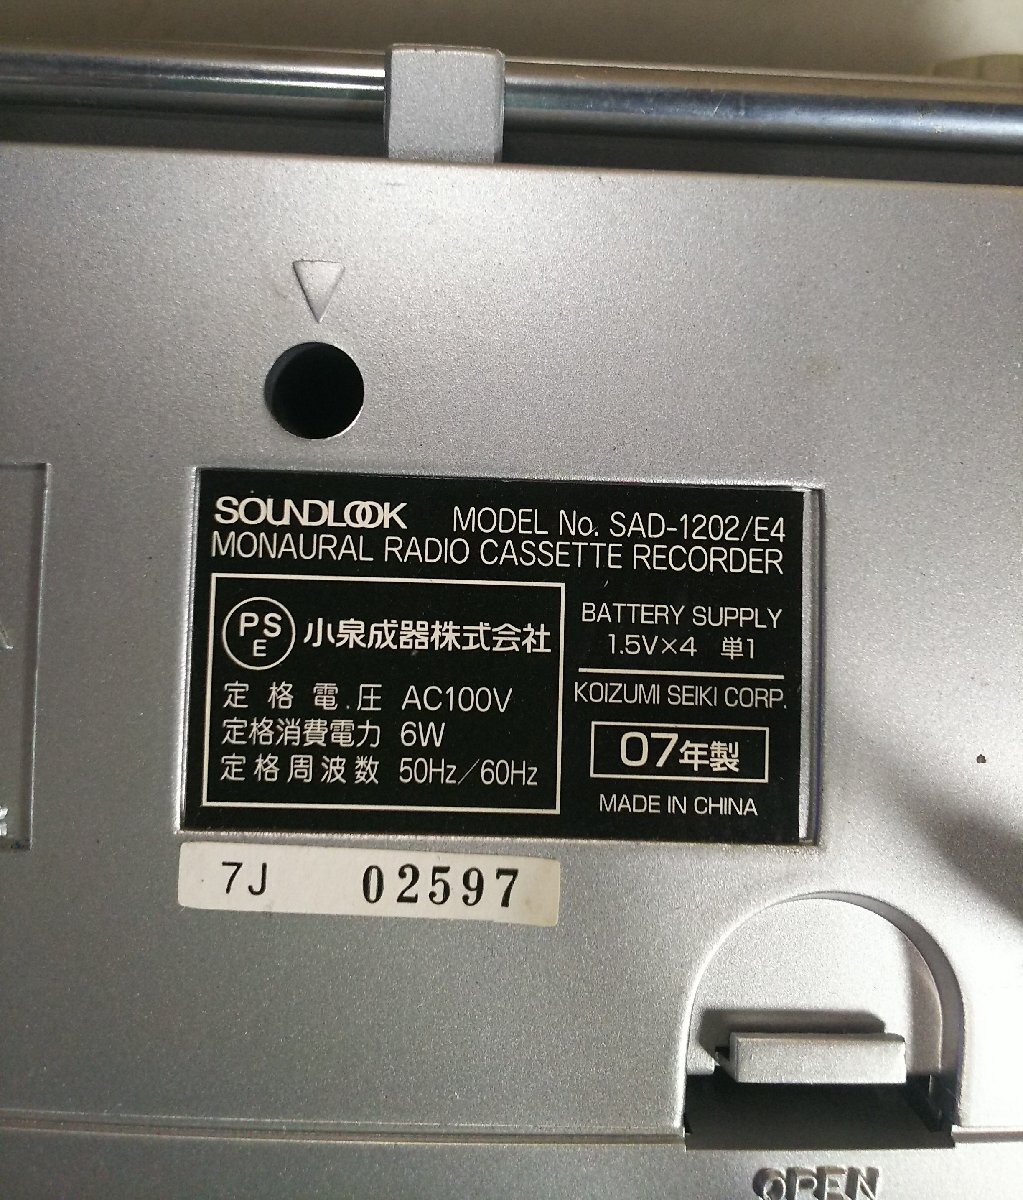 SOUNDLOOK MODEL No. SAD-1202/E4
MONAURAL RADIO CASSETTE RECORDER
PS
E
小泉成器株式会社
定格電圧 AC100V
定格消費電力 6W
定格周波数 50Hz/60Hz
BATTERY SUPPLY
1.5V×4 単1
KOIZUMI SEIKI CORP.
07年製
MADE IN CHINA
7J 02597
OPEN